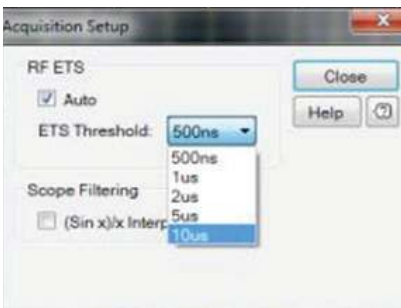 Acquisition Setup
RF ETS
Auto
ETS Threshold: 500ns
500ns
1us
2us
5us
10us
Close
Help
Scope Filtering
(Sin x)/x Interp